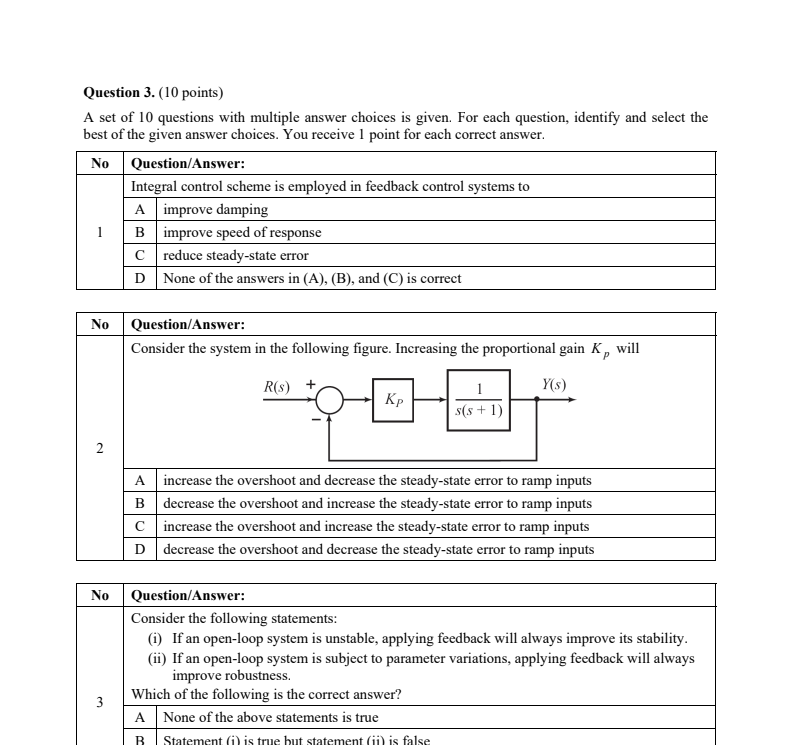 Question 3. (10 points)
A set of 10 questions with multiple answer choices is given. For each question, identify and select the
best of the given answer choices. You receive 1 point for each correct answer.
No Question/Answer:
1
Integral control scheme is employed in feedback control systems to
A improve damping
B improve speed of response
C reduce steady-state error
D None of the answers in (A), (B), and (C) is correct
No Question/Answer:
2
Consider the system in the following figure. Increasing the proportional gain K_p will
R(s) + − K_P 1/s(s + 1) Y(s)
A increase the overshoot and decrease the steady-state error to ramp inputs
B decrease the overshoot and increase the steady-state error to ramp inputs
C increase the overshoot and increase the steady-state error to ramp inputs
D decrease the overshoot and decrease the steady-state error to ramp inputs
No Question/Answer:
3
Consider the following statements:
(i) If an open-loop system is unstable, applying feedback will always improve its stability.
(ii) If an open-loop system is subject to parameter variations, applying feedback will always
improve robustness.
Which of the following is the correct answer?
A None of the above statements is true
B Statement (i) is true but statement (ii) is false